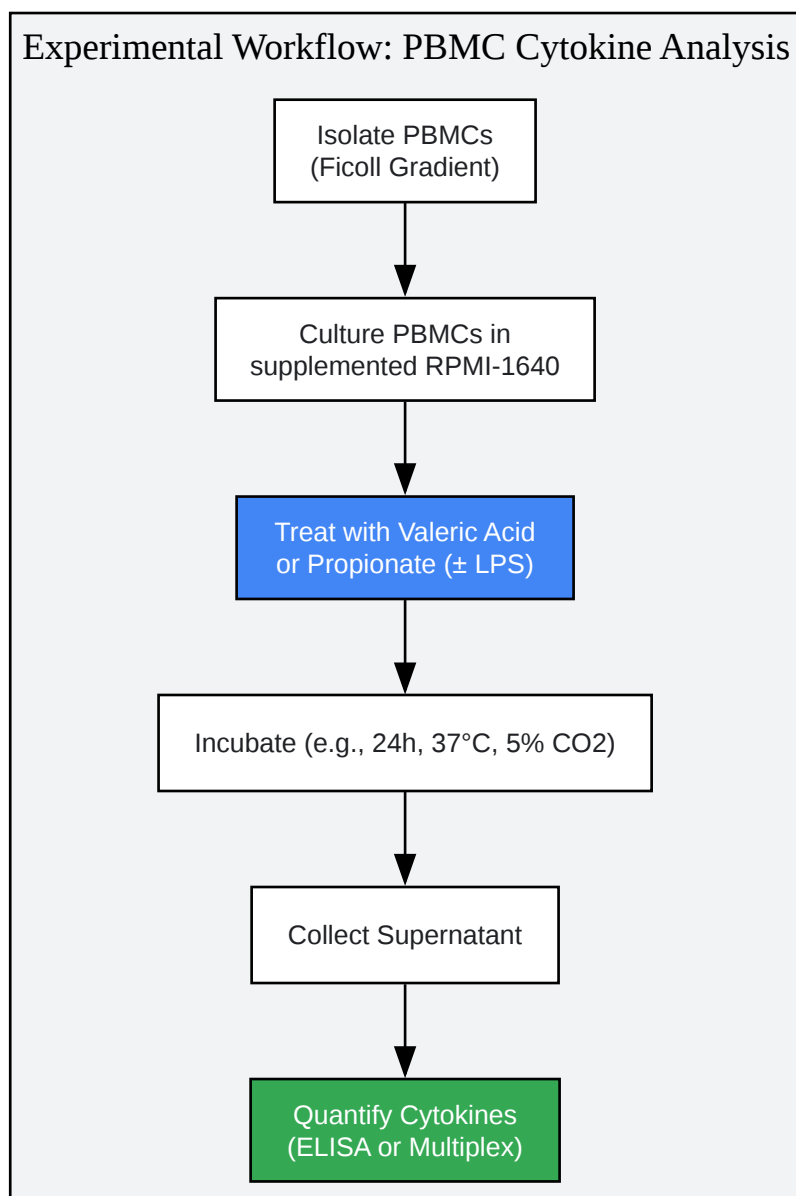 Experimental Workflow: PBMC Cytokine Analysis
Isolate PBMCs
(Ficoll Gradient)
Culture PBMCs in
supplemented RPMI-1640
Treat with Valeric Acid
or Propionate (± LPS)
Incubate (e.g., 24h, 37°C, 5% CO2)
Collect Supernatant
Quantify Cytokines
(ELISA or Multiplex)